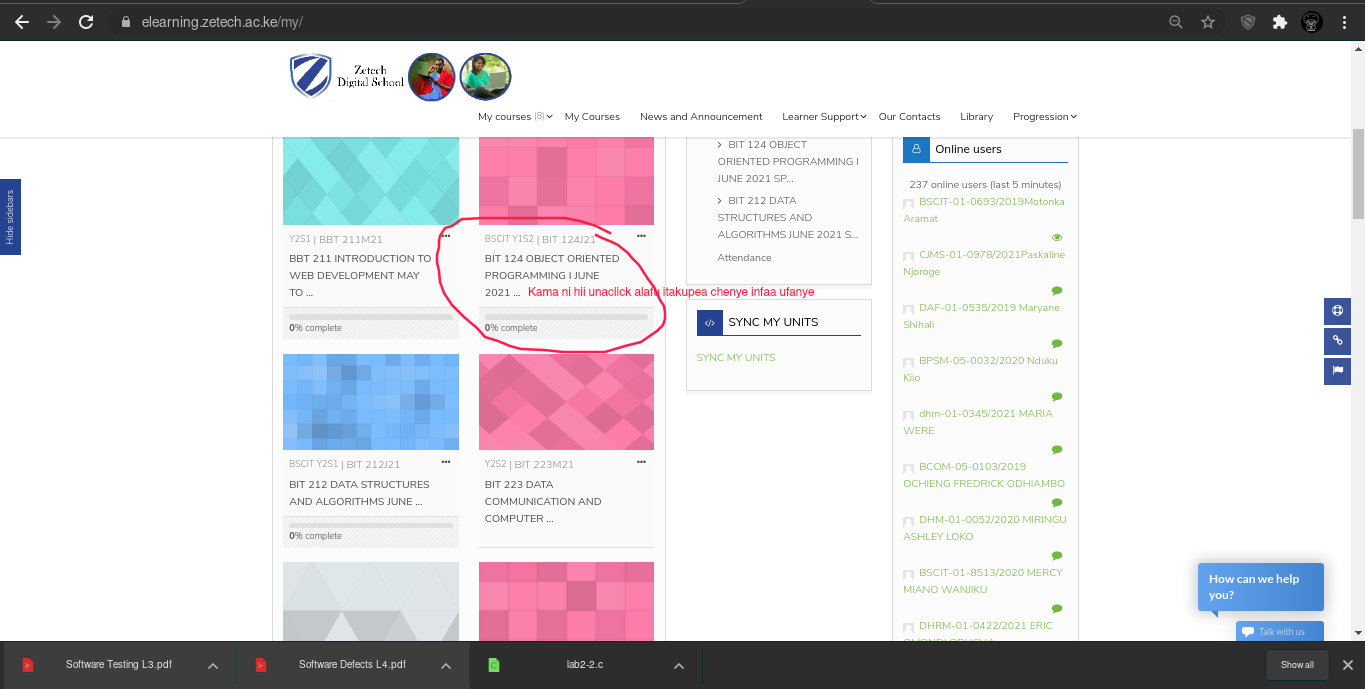 elearning.zetech.ac.ke/my/
Zetech
Digital School
My courses (8) My Courses News and Announcement Learner Support Our Contacts Library Progression
Hide sidebars
Y2S1 | BBT 211M21
BBT 211 INTRODUCTION TO
WEB DEVELOPMENT MAY
TO ...
0% complete
BSCIT Y1S2 | BIT 124J21
BIT 124 OBJECT ORIENTED
PROGRAMMING I JUNE
2021 ...
Kama ni hii unaclick alafu itakupea chenye infaa ufanye
0% complete
BSCIT Y2S1 | BIT 212J21
BIT 212 DATA STRUCTURES
AND ALGORITHMS JUNE ...
0% complete
Y2S2 | BIT 223M21
BIT 223 DATA
COMMUNICATION AND
COMPUTER ...
BIT 124 OBJECT
ORIENTED PROGRAMMING I
JUNE 2021 SP...
BIT 212 DATA
STRUCTURES AND
ALGORITHMS JUNE 2021 S...
Attendance
SYNC MY UNITS
SYNC MY UNITS
Online users
237 online users (last 5 minutes)
BSCIT-01-0693/2019Motonka
Aramat
CJMS-01-0978/2021Paskaline
Njoroge
DAF-01-0535/2019 Maryane
Shihali
BPSM-05-0032/2020 Nduku
Kiio
dhrm-01-0345/2021 MARIA
WERE
BCOM-05-0103/2019
OCHIENG FREDRICK ODHIAMBO
DHM-01-0052/2020 MIRINGU
ASHLEY LOKO
BSCIT-01-8513/2020 MERCY
MIANO WANJIKU
DHRM-01-0422/2021 ERIC
How can we help
you?
Talk with us
Software Testing L3.pdf
Software Defects L4.pdf
lab2-2.c
Show all